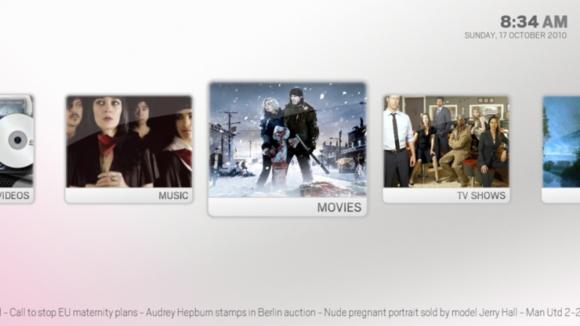 8:34 AM
SUNDAY, 17 OCTOBER 2010
VIDEOS
MUSIC
MOVIES
TV SHOWS
- Call to stop EU maternity plans - Audrey Hepburn stamps in Berlin auction - Nude pregnant portrait sold by model Jerry Hall - Man Utd 2-2